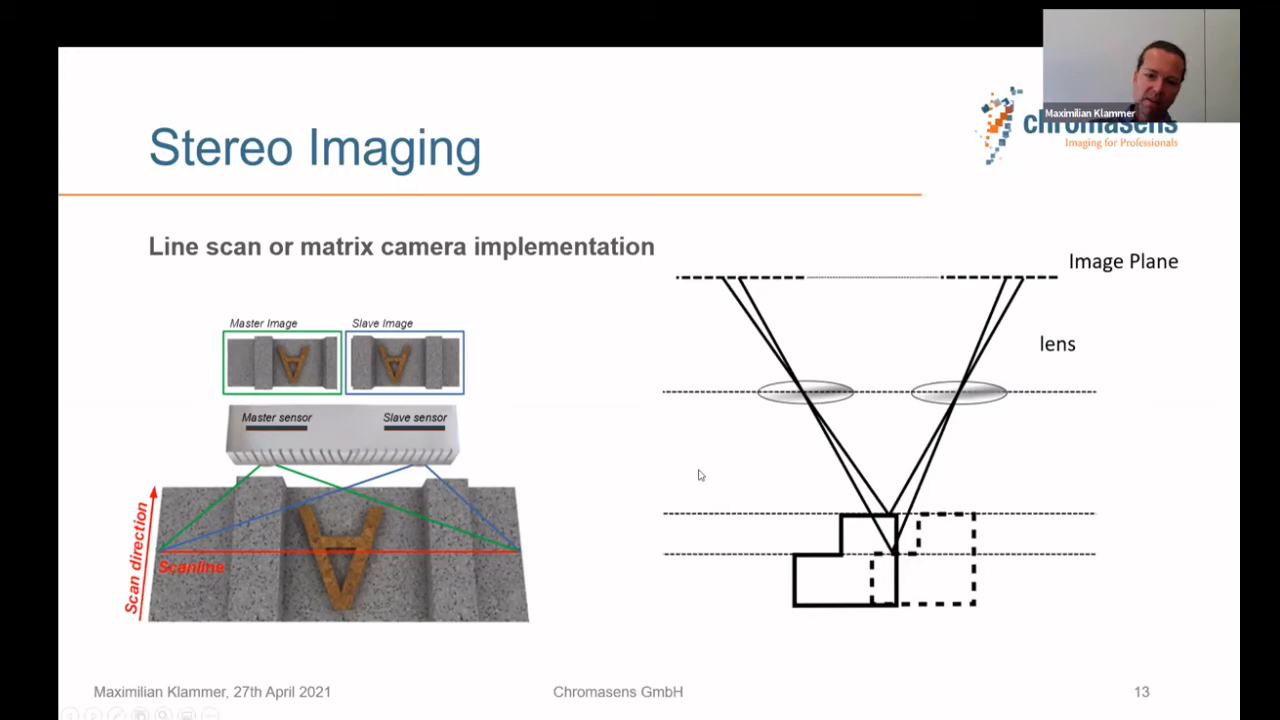 Maximilian Klammer
chromasens
Imaging for Professionals
Stereo Imaging
Line scan or matrix camera implementation
Image Plane
lens
Master Image
Slave Image
Master sensor
Slave sensor
Scan direction
Scanline
Maximilian Klammer, 27th April 2021
Chromasens GmbH
13